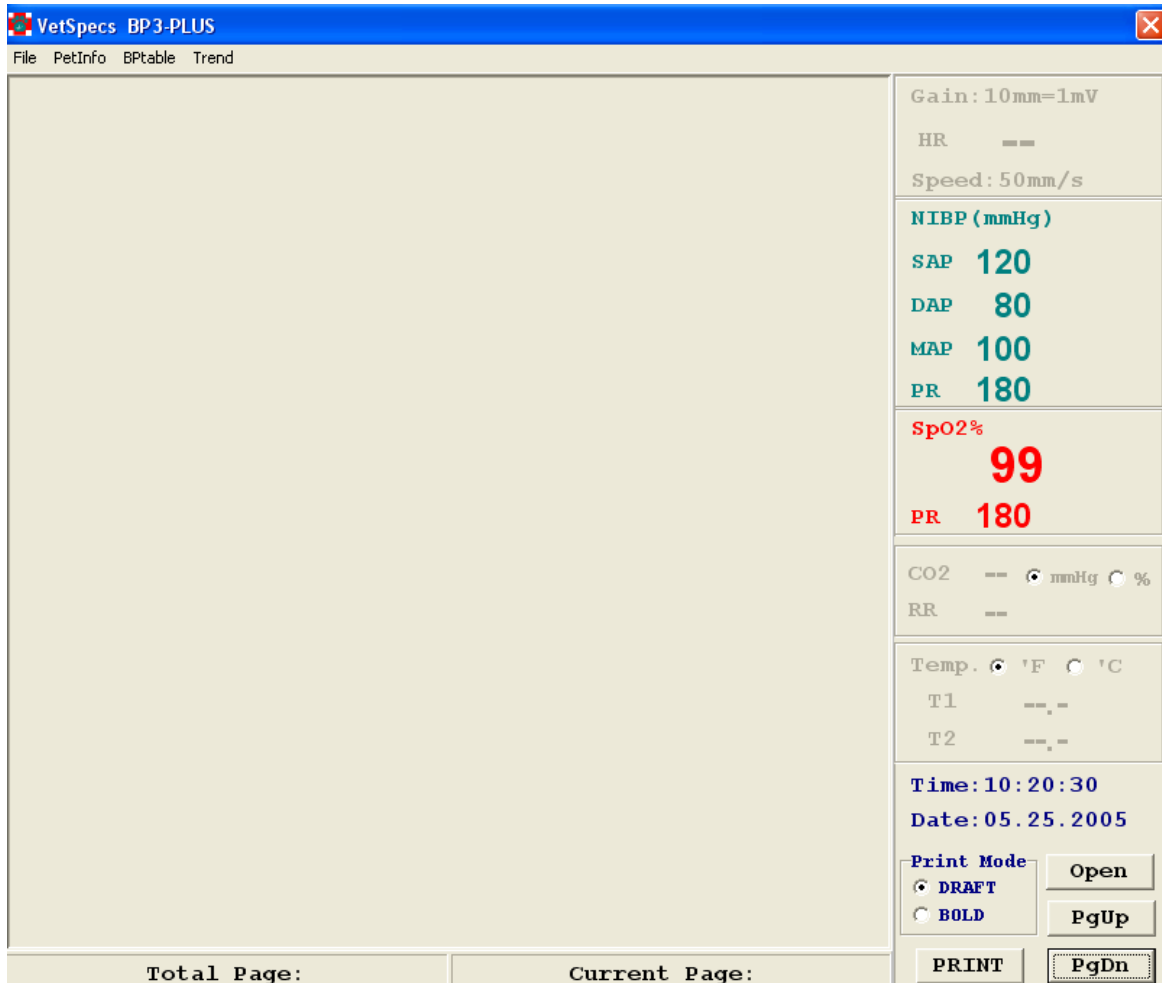 VetSpecs BP3-PLUS
File PetInfo BPtable Trend
Gain:10mm=1mV
HR --
Speed:50mm/s
NIBP(mmHg)
SAP 120
DAP 80
MAP 100
PR 180
SpO2%
99
PR 180
CO2 -- mmHg %
RR --
Temp. 'F 'C
T1 --.-
T2 --.-
Time:10:20:30
Date:05.25.2005
Print Mode
DRAFT
BOLD
Open
PgUp
PRINT
PgDn
Total Page:
Current Page: